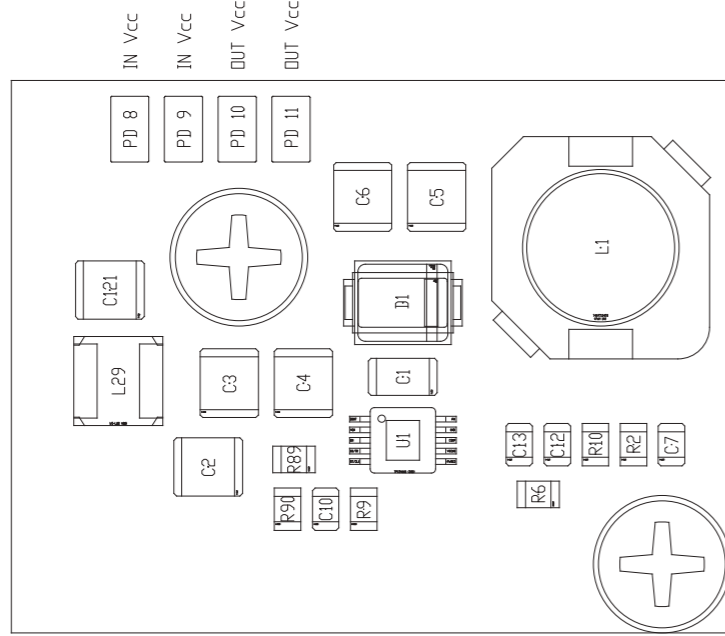 IN Vcc
IN Vcc
OUT Vcc
OUT Vcc
PD 8
PD 9
PD 10
PD 11
C6
C5
L1
C121
D1
L29
C3
C4
C1
U1
C2
R89
C13
C12
R10
R2
C7
R90
C10
R9
R6